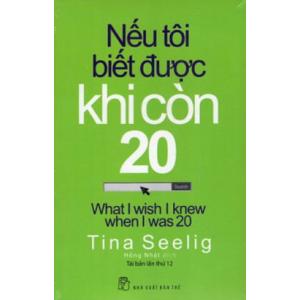 Nếu tôi
biết được
khi còn
20
Search
What I wish I knew
when I was 20
Tina Seelig
Hồng Nhật dịch
Tái bản lần thứ 12
NHÀ XUẤT BẢN TRẺ